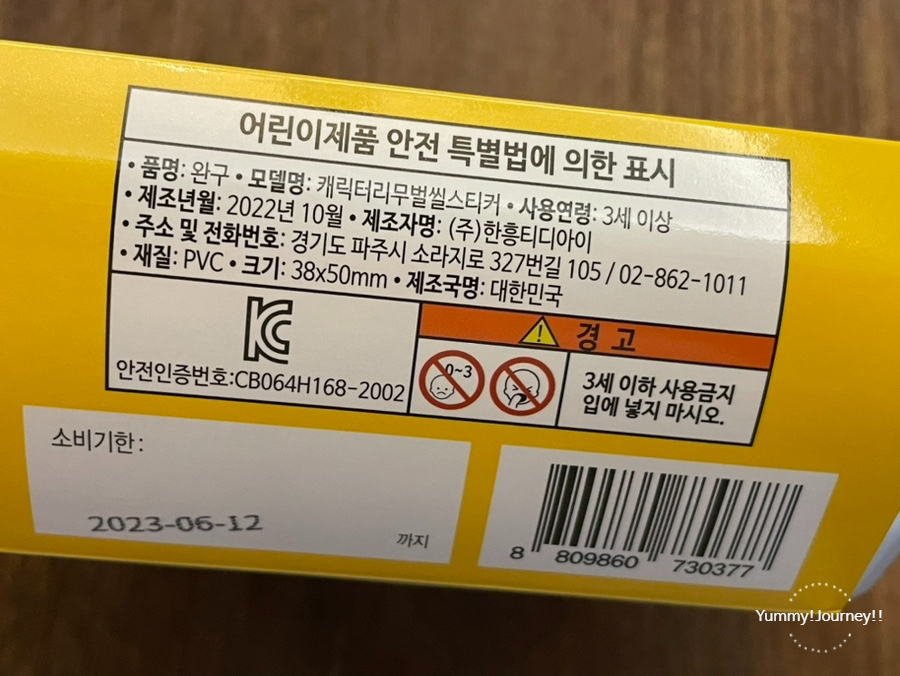 어린이제품 안전 특별법에 의한 표시
• 품명: 완구 • 모델명: 캐릭터리무벌씰스티커 • 사용연령: 3세 이상
• 제조년월: 2022년 10월 • 제조자명: (주)한흥티디아이
• 주소 및 전화번호: 경기도 파주시 소라지로 327번길 105 / 02-862-1011
• 재질: PVC • 크기: 38x50mm • 제조국명: 대한민국
KC
안전인증번호:CB064H168-2002
경 고
0~3
3세 이하 사용금지
입에 넣지 마시오.
소비기한:
2023-06-12
까지
8 809860 730377
Yummy!Journey!!